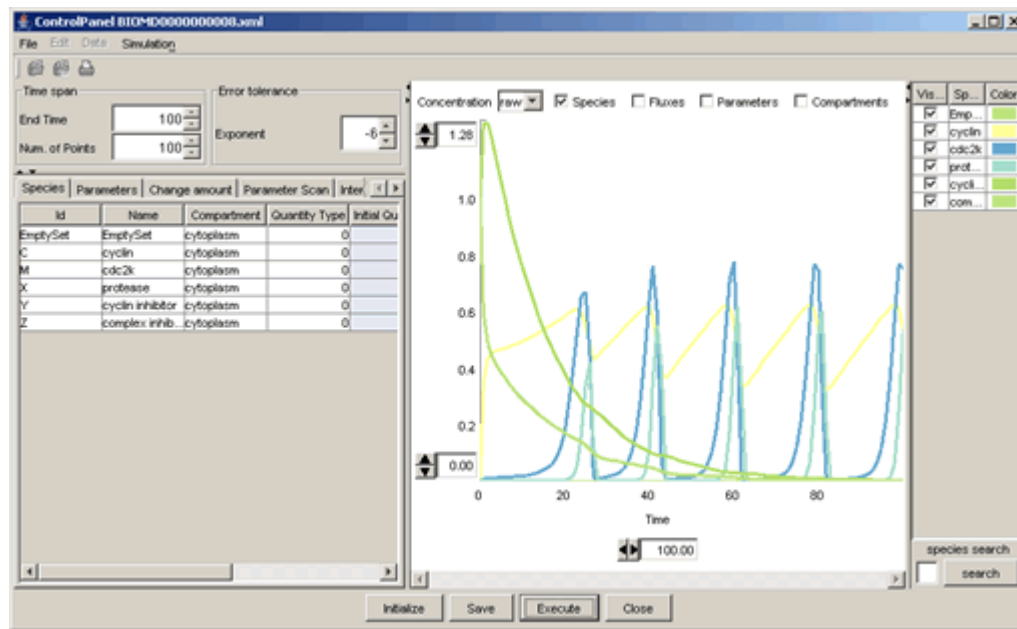 ControlPanel BIOMD0000000008.xml
File Edit Data Simulation
Time span
Error tolerance
End Time 100
Num. of Points 100
Exponent -6
Species Parameters Change amount Parameter Scan Inter
Id Name Compartment Quantity Type Initial Qu
EmptySet EmptySet cytoplasm 0
C cyclin cytoplasm 0
M cdc2k cytoplasm 0
X protease cytoplasm 0
Y cyclin inhibitor cytoplasm 0
Z complex inhib... cytoplasm 0
Concentration raw Species Fluxes Parameters Compartments
1.28
1.0
0.8
0.6
0.4
0.2
0.00
0 20 40 60 80
Time
100.00
Vis... Sp... Color
Emp...
cyclin
cdc2k
prot...
cycli...
com...
species search
search
Initialize Save Execute Close